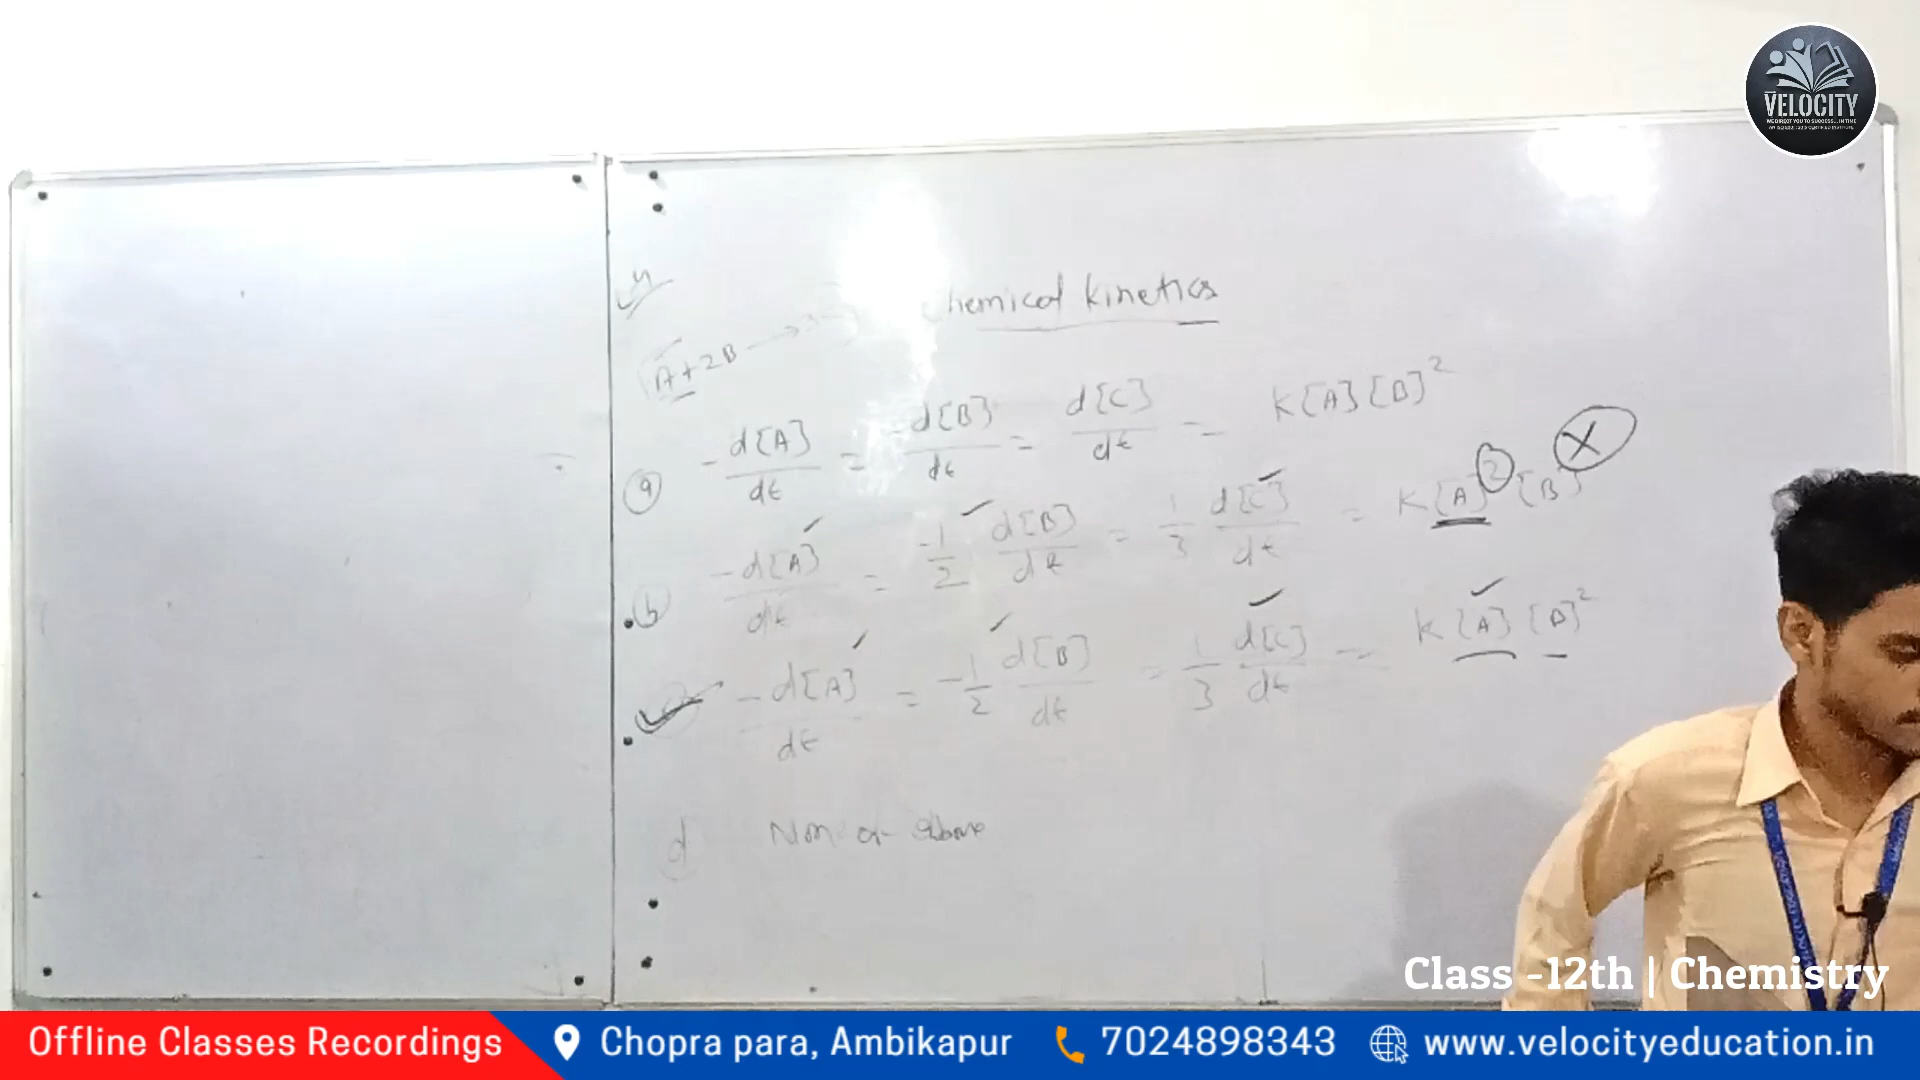 VELOCITY
Chemical kinetics
A+2B → 3
(a) -d[A]/dt = -d[B]/dt = d[C]/dt = K[A][B]²
(b) -d[A]/dt = -1/2 d[B]/dt = 1/3 d[C]/dt = K[A]²[B]
-d[A]/dt = -1/2 d[B]/dt = 1/3 d[C]/dt = K[A][B]²
d None of above
Class -12th | Chemistry
Offline Classes Recordings
Chopra para, Ambikapur
7024898343
www.velocityeducation.in